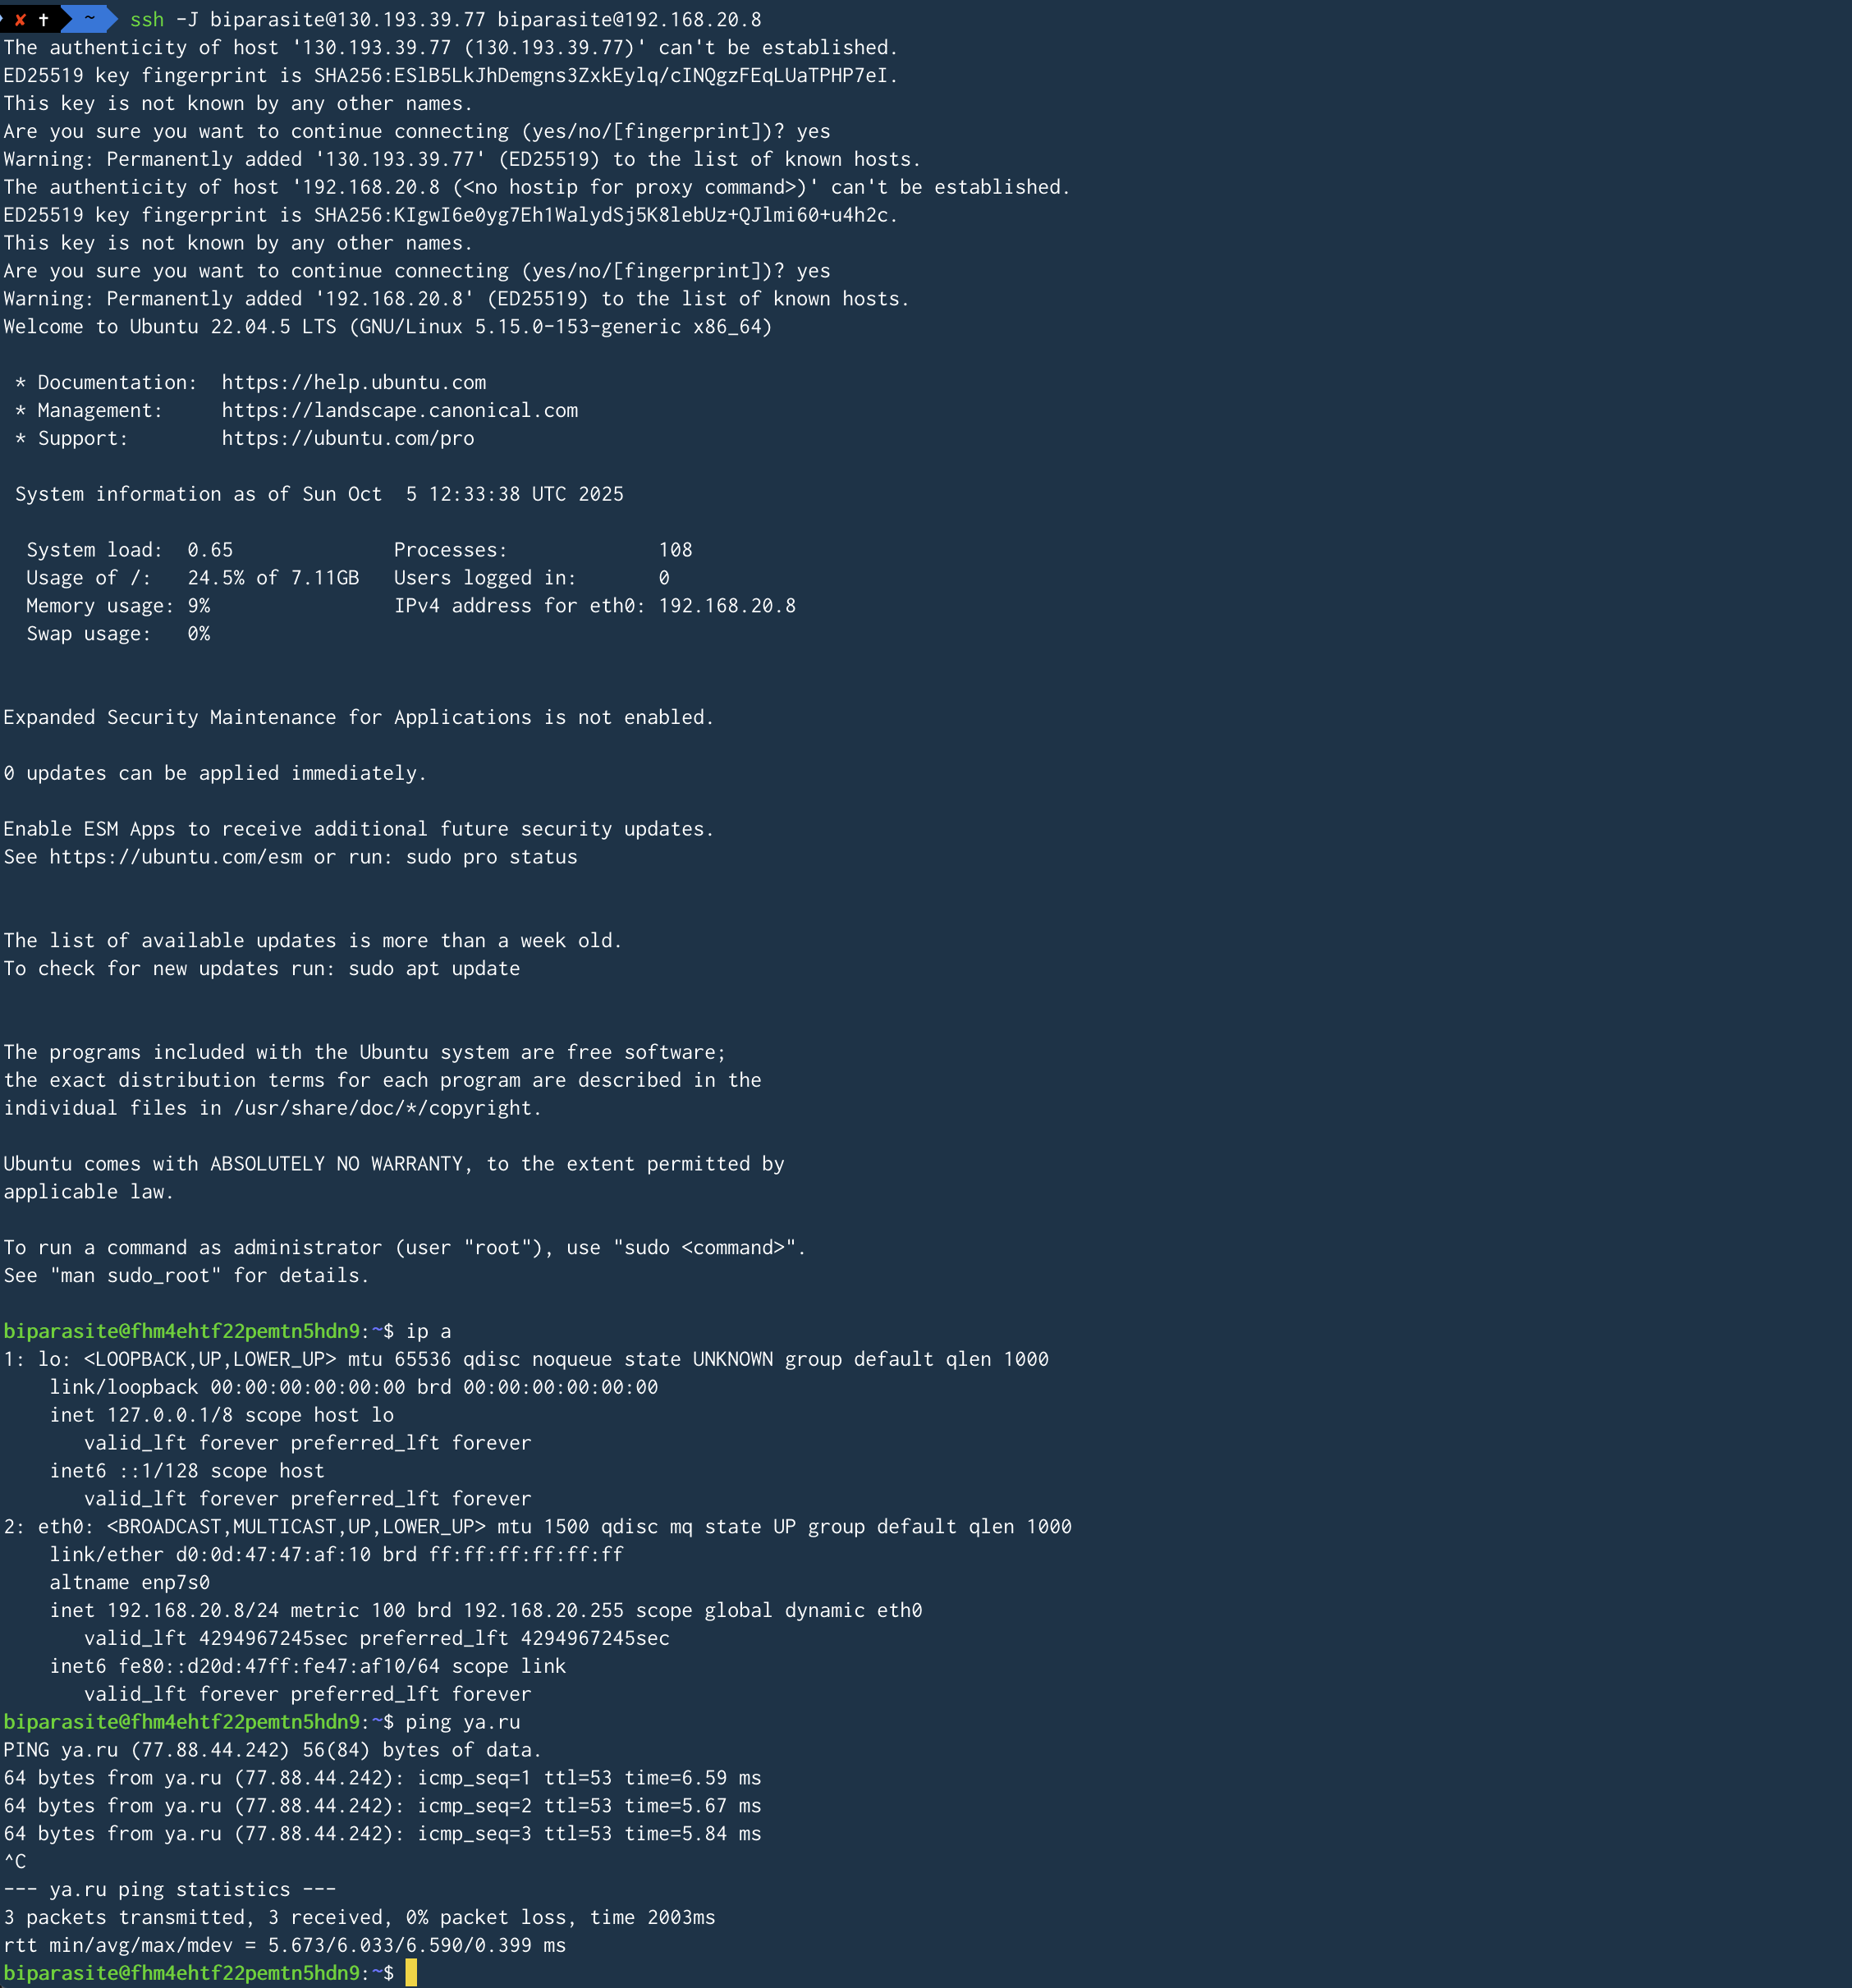 ✘ ✝ ~ ssh -J biparasite@130.193.39.77 biparasite@192.168.20.8
The authenticity of host '130.193.39.77 (130.193.39.77)' can't be established.
ED25519 key fingerprint is SHA256:ESlB5LkJhDemgns3ZxkEylq/cINQgzFEqLUaTPHP7eI.
This key is not known by any other names.
Are you sure you want to continue connecting (yes/no/[fingerprint])? yes
Warning: Permanently added '130.193.39.77' (ED25519) to the list of known hosts.
The authenticity of host '192.168.20.8 (<no hostip for proxy command>)' can't be established.
ED25519 key fingerprint is SHA256:KIgwI6e0yg7Eh1WalydSj5K8lebUz+QJlmi60+u4h2c.
This key is not known by any other names.
Are you sure you want to continue connecting (yes/no/[fingerprint])? yes
Warning: Permanently added '192.168.20.8' (ED25519) to the list of known hosts.
Welcome to Ubuntu 22.04.5 LTS (GNU/Linux 5.15.0-153-generic x86_64)

 * Documentation:  https://help.ubuntu.com
 * Management:     https://landscape.canonical.com
 * Support:        https://ubuntu.com/pro

 System information as of Sun Oct  5 12:33:38 UTC 2025

  System load:  0.65              Processes:             108
  Usage of /:   24.5% of 7.11GB   Users logged in:       0
  Memory usage: 9%                IPv4 address for eth0: 192.168.20.8
  Swap usage:   0%

Expanded Security Maintenance for Applications is not enabled.

0 updates can be applied immediately.

Enable ESM Apps to receive additional future security updates.
See https://ubuntu.com/esm or run: sudo pro status

The list of available updates is more than a week old.
To check for new updates run: sudo apt update

The programs included with the Ubuntu system are free software;
the exact distribution terms for each program are described in the
individual files in /usr/share/doc/*/copyright.

Ubuntu comes with ABSOLUTELY NO WARRANTY, to the extent permitted by
applicable law.

To run a command as administrator (user "root"), use "sudo <command>".
See "man sudo_root" for details.

biparasite@fhm4ehtf22pemtn5hdn9:~$ ip a
1: lo: <LOOPBACK,UP,LOWER_UP> mtu 65536 qdisc noqueue state UNKNOWN group default qlen 1000
    link/loopback 00:00:00:00:00:00 brd 00:00:00:00:00:00
    inet 127.0.0.1/8 scope host lo
       valid_lft forever preferred_lft forever
    inet6 ::1/128 scope host
       valid_lft forever preferred_lft forever
2: eth0: <BROADCAST,MULTICAST,UP,LOWER_UP> mtu 1500 qdisc mq state UP group default qlen 1000
    link/ether d0:0d:47:47:af:10 brd ff:ff:ff:ff:ff:ff
    altname enp7s0
    inet 192.168.20.8/24 metric 100 brd 192.168.20.255 scope global dynamic eth0
       valid_lft 4294967245sec preferred_lft 4294967245sec
    inet6 fe80::d20d:47ff:fe47:af10/64 scope link
       valid_lft forever preferred_lft forever
biparasite@fhm4ehtf22pemtn5hdn9:~$ ping ya.ru
PING ya.ru (77.88.44.242) 56(84) bytes of data.
64 bytes from ya.ru (77.88.44.242): icmp_seq=1 ttl=53 time=6.59 ms
64 bytes from ya.ru (77.88.44.242): icmp_seq=2 ttl=53 time=5.67 ms
64 bytes from ya.ru (77.88.44.242): icmp_seq=3 ttl=53 time=5.84 ms
^C
--- ya.ru ping statistics ---
3 packets transmitted, 3 received, 0% packet loss, time 2003ms
rtt min/avg/max/mdev = 5.673/6.033/6.590/0.399 ms
biparasite@fhm4ehtf22pemtn5hdn9:~$